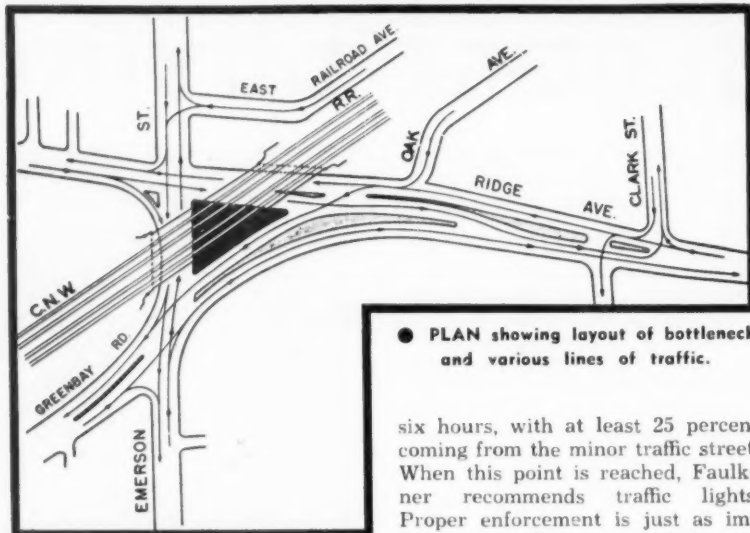 EAST
RAILROAD AVE.
R.R.
ST.
OAK
AVE.
CLARK ST.
RIDGE
AVE.
C.N.W.
GREENBAY RD
EMERSON
● PLAN showing layout of bottleneck
and various lines of traffic.
six hours, with at least 25 percen
coming from the minor traffic street
When this point is reached, Faulk-
ner recommends traffic lights
Proper enforcement is just as im